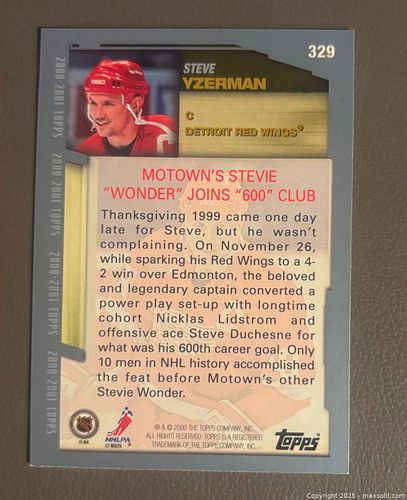 329
STEVE
YZERMAN
C
DETROIT RED WINGS®
2000-2001 TOPPS 2000-2001 TOPPS 2000-2001 TOPPS 2000-2001 TOPPS
MOTOWN'S STEVIE
"WONDER" JOINS "600" CLUB
Thanksgiving 1999 came one day
late for Steve, but he wasn't
complaining. On November 26,
while sparking his Red Wings to a 4-
2 win over Edmonton, the beloved
and legendary captain converted a
power play set-up with longtime
cohort Nicklas Lidstrom and
offensive ace Steve Duchesne for
what was his 600th career goal. Only
10 men in NHL history accomplished
the feat before Motown's other
Stevie Wonder.
© NHL
NHLPA
© NHLPA
® & © 2000 THE TOPPS COMPANY, INC.
ALL RIGHTS RESERVED. TOPPS IS A REGISTERED
TRADEMARK OF THE TOPPS COMPANY, INC.
TOPPS
Copyright 2025 - maxsold.com